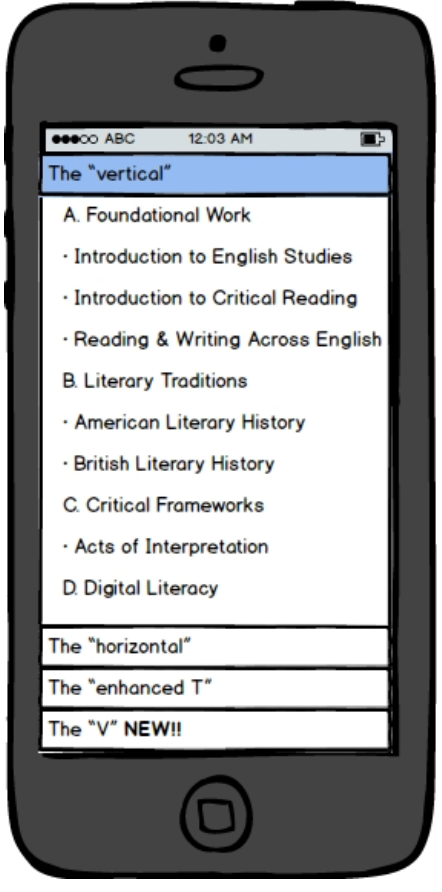 ●●●○○ ABC 12:03 AM
The "vertical"
A. Foundational Work
· Introduction to English Studies
· Introduction to Critical Reading
· Reading & Writing Across English
B. Literary Traditions
· American Literary History
· British Literary History
C. Critical Frameworks
· Acts of Interpretation
D. Digital Literacy
The "horizontal"
The "enhanced T"
The "V" NEW!!